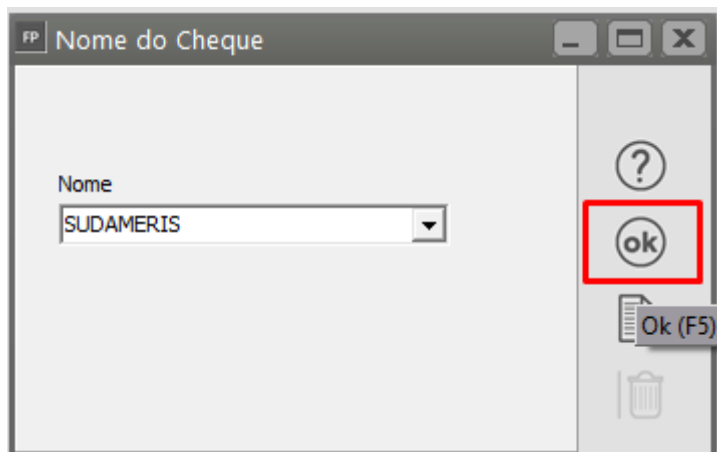 FP Nome do Cheque
Nome
SUDAMERIS
ok
Ok (F5)